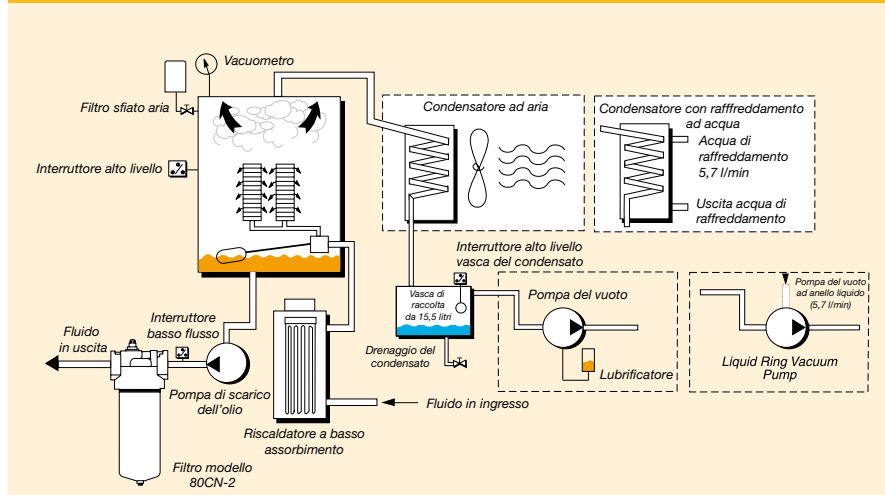 Vacuometro
Filtro sfiato aria
Interruttore alto livello
Condensatore ad aria
Condensatore con rafffreddamento
ad acqua
Acqua di
raffreddamento
5,7 l/min
Uscita acqua di
raffreddamento
Interruttore alto livello
vasca del condensato
Vasca di
raccolta
da 15,5 litri
Drenaggio del
condensato
Pompa del vuoto
Lubrificatore
Pompa del vuoto
ad anello liquido
(5,7 l/min)
Liquid Ring Vacuum
Pump
Fluido
in uscita
Interruttore
basso flusso
Pompa di scarico
dell'olio
Fluido in ingresso
Riscaldatore a basso
assorbimento
Filtro modello
80CN-2